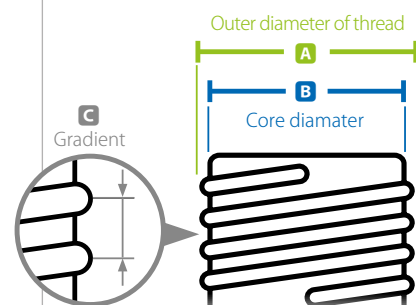 Outer diameter of thread
A
B
Core diamater
C
Gradient